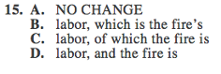 15. A. NO CHANGE
B. labor, which is the fire's
C. labor, of which the fire is
D. labor, and the fire is